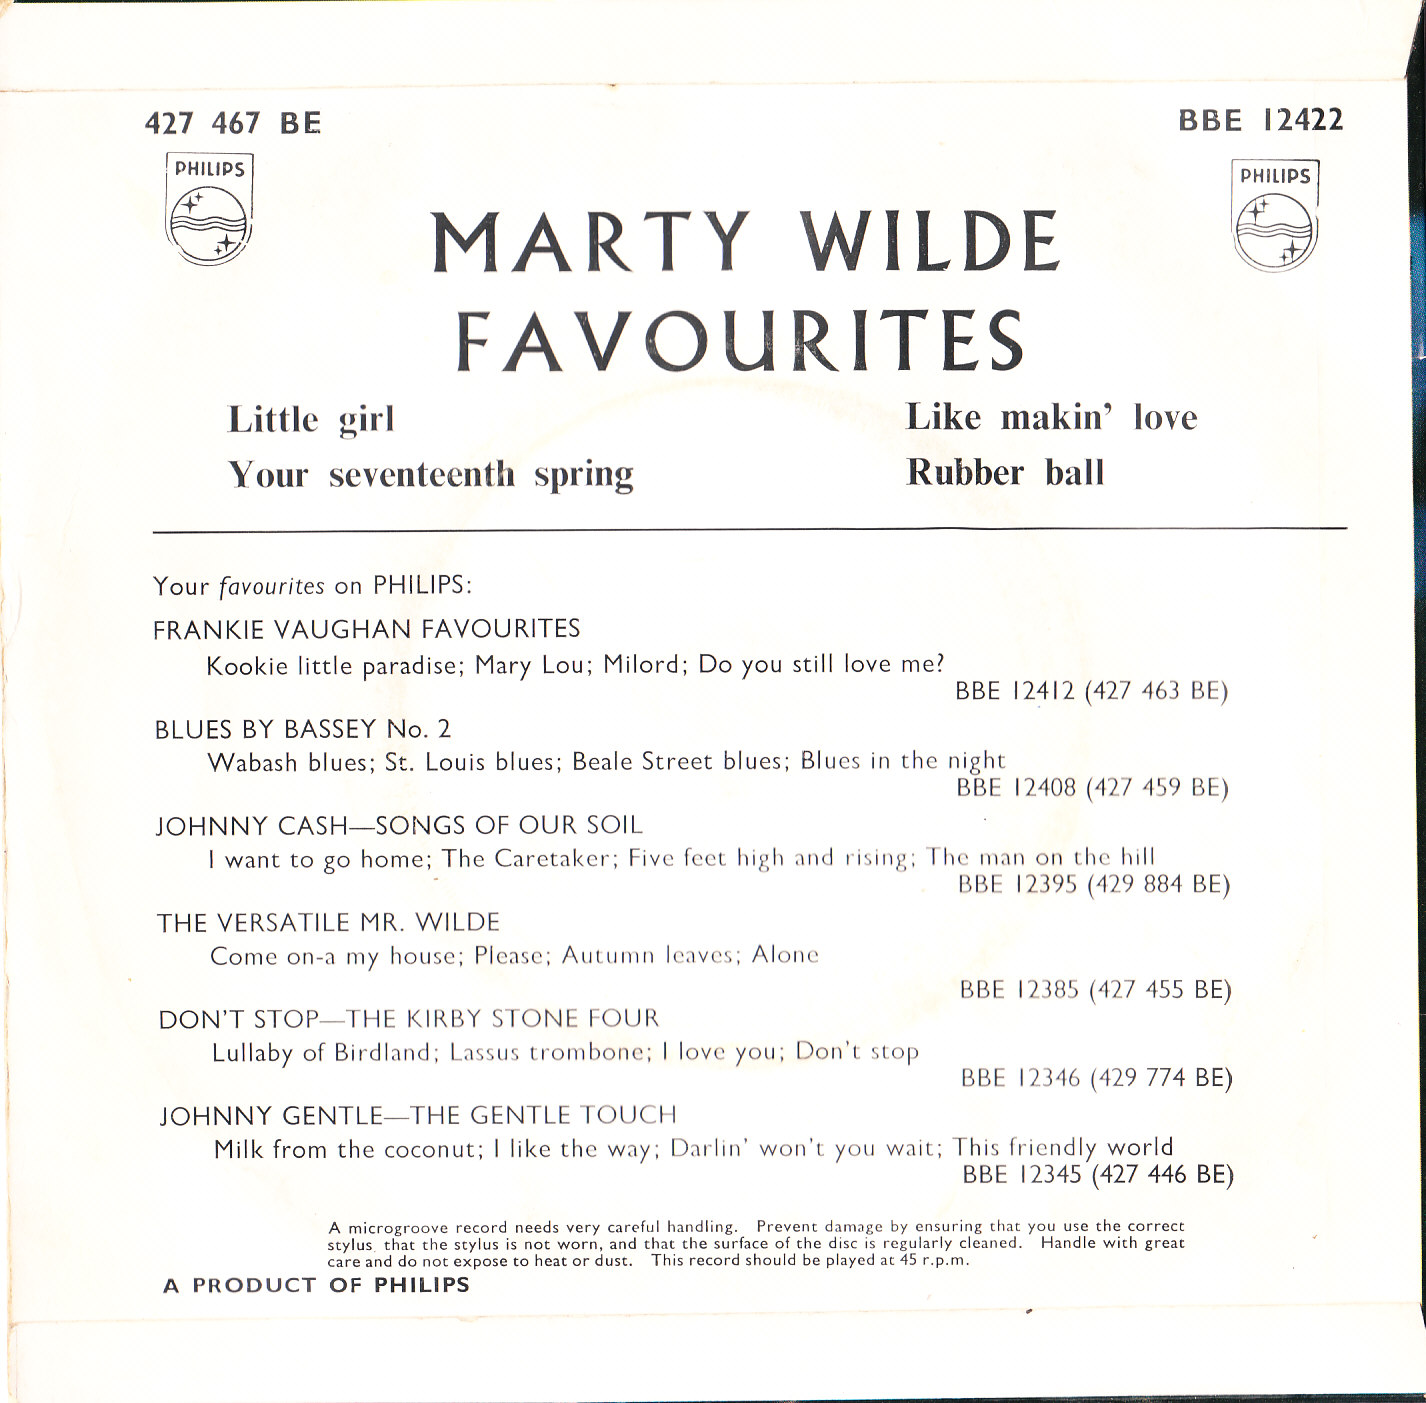 427 467 BE
BBE 12422
PHILIPS
PHILIPS
MARTY WILDE
FAVOURITES
Little girl
Like makin’ love
Your seventeenth spring
Rubber ball
Your favourites on PHILIPS:
FRANKIE VAUGHAN FAVOURITES
Kookie little paradise; Mary Lou; Milord; Do you still love me?
BBE 12412 (427 463 BE)
BLUES BY BASSEY No. 2
Wabash blues; St. Louis blues; Beale Street blues; Blues in the night
BBE 12408 (427 459 BE)
JOHNNY CASH—SONGS OF OUR SOIL
I want to go home; The Caretaker; Five feet high and rising; The man on the hill
BBE 12395 (429 884 BE)
THE VERSATILE MR. WILDE
Come on-a my house; Please; Autumn leaves; Alone
BBE 12385 (427 455 BE)
DON’T STOP—THE KIRBY STONE FOUR
Lullaby of Birdland; Lassus trombone; I love you; Don’t stop
BBE 12346 (429 774 BE)
JOHNNY GENTLE—THE GENTLE TOUCH
Milk from the coconut; I like the way; Darlin’ won’t you wait; This friendly world
BBE 12345 (427 446 BE)
A microgroove record needs very careful handling. Prevent damage by ensuring that you use the correct
stylus, that the stylus is not worn, and that the surface of the disc is regularly cleaned. Handle with great
care and do not expose to heat or dust. This record should be played at 45 r.p.m.
A PRODUCT OF PHILIPS